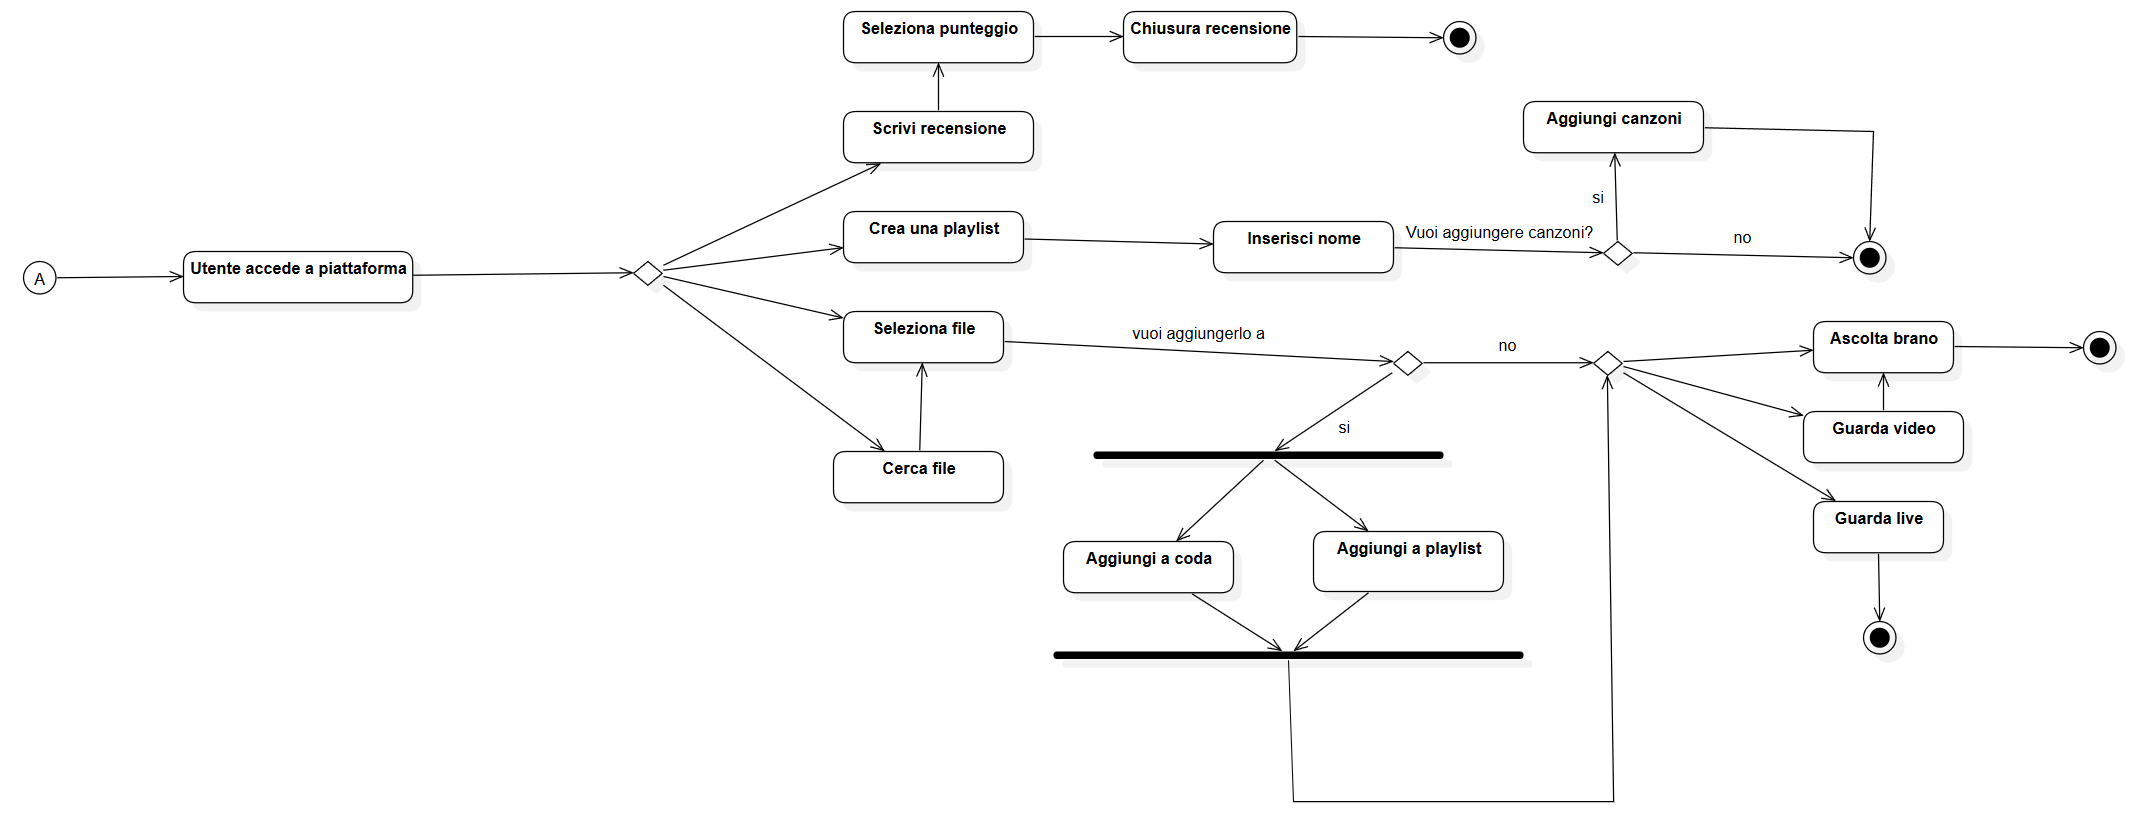 Seleziona punteggio
Chiusura recensione
Scrivi recensione
Aggiungi canzoni
si
Crea una playlist
Inserisci nome
Vuoi aggiungere canzoni?
no
A
Utente accede a piattaforma
Seleziona file
vuoi aggiungerlo a
no
Ascolta brano
si
Guarda video
Cerca file
Guarda live
Aggiungi a coda
Aggiungi a playlist